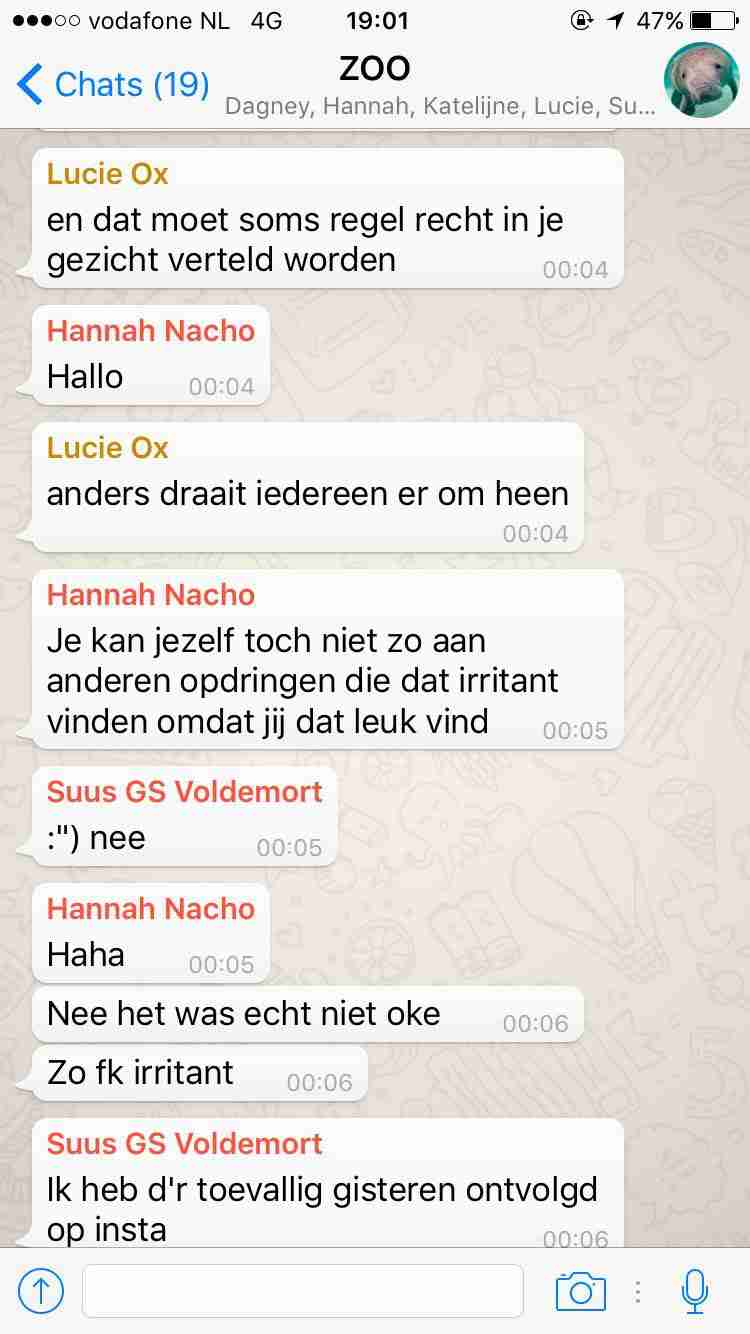 vodafone NL 4G 19:01 47%
Chats (19)
ZOO
Dagney, Hannah, Katelijne, Lucie, Su...
Lucie Ox
en dat moet soms regel recht in je
gezicht verteld worden
00:04
Hannah Nacho
Hallo
00:04
Lucie Ox
anders draait iedereen er om heen
00:04
Hannah Nacho
Je kan jezelf toch niet zo aan
anderen opdringen die dat irritant
vinden omdat jij dat leuk vind
00:05
Suus GS Voldemort
:") nee
00:05
Hannah Nacho
Haha
00:05
Nee het was echt niet oke
00:06
Zo fk irritant
00:06
Suus GS Voldemort
Ik heb d'r toevallig gisteren ontvolgd
op insta
00:06